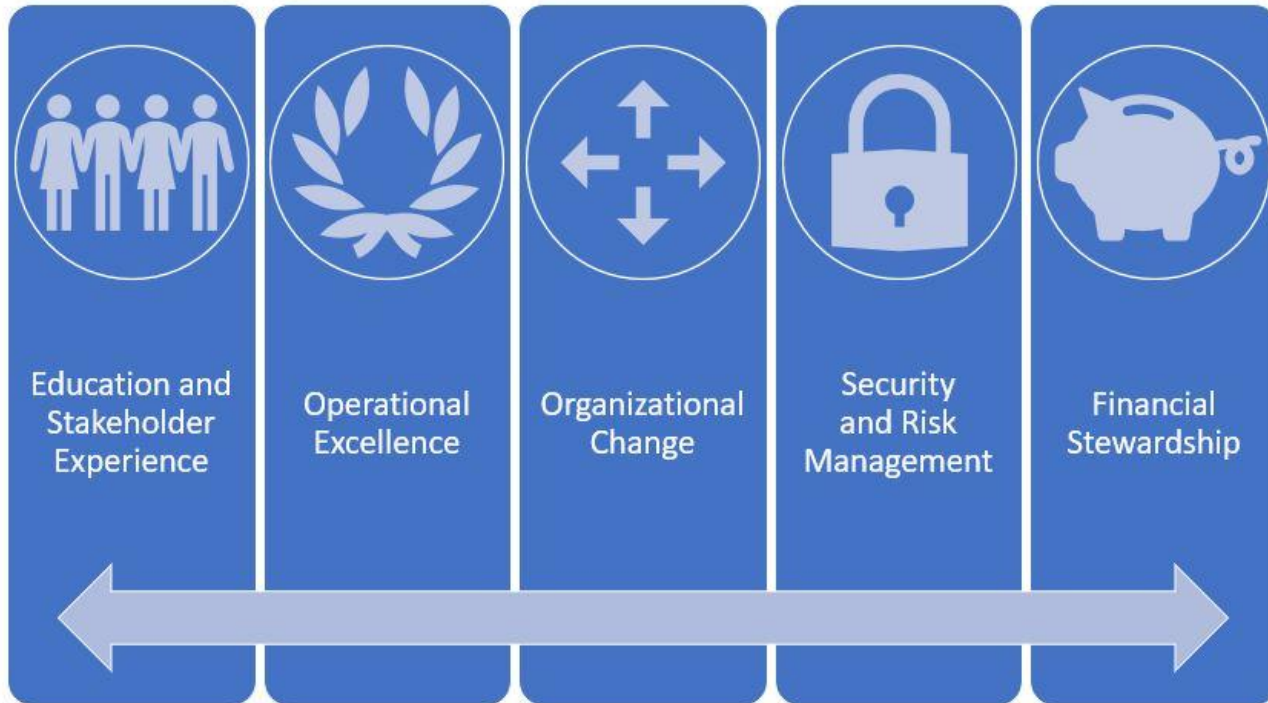 Education and
Stakeholder
Experience
Operational
Excellence
Organizational
Change
Security
and Risk
Management
Financial
Stewardship